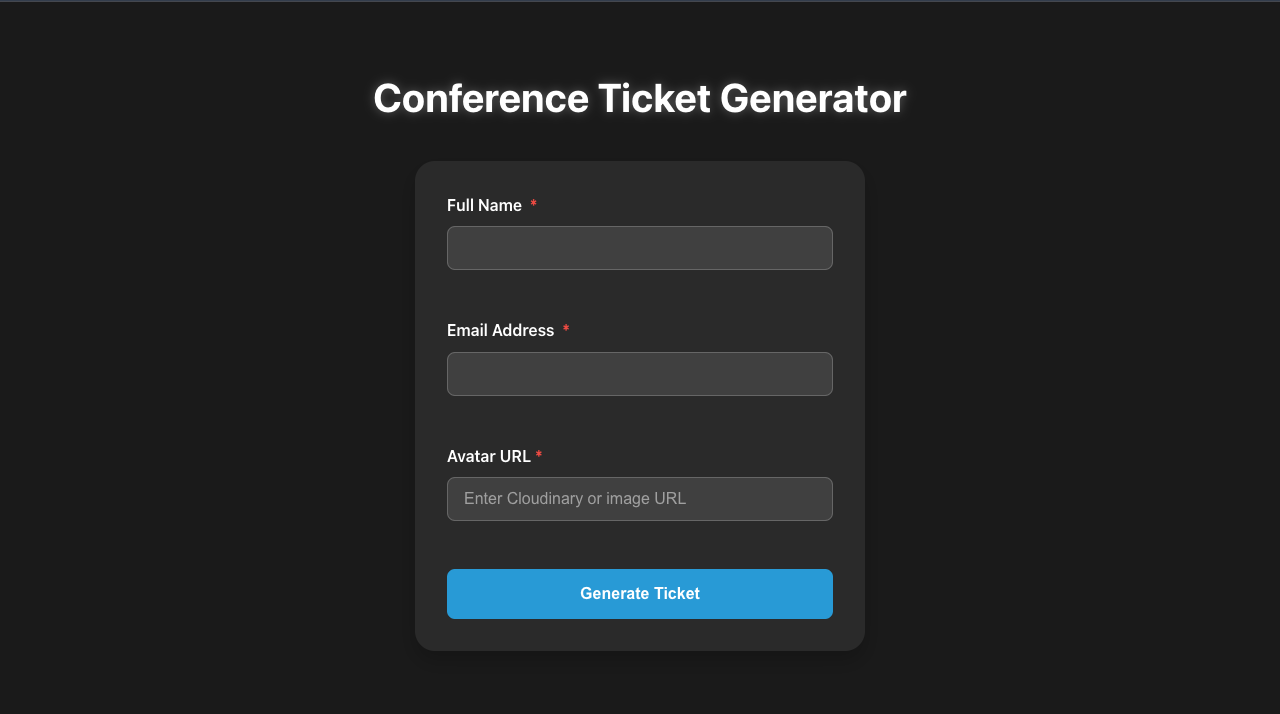 Conference Ticket Generator
Full Name *
Email Address *
Avatar URL *
Enter Cloudinary or image URL
Generate Ticket